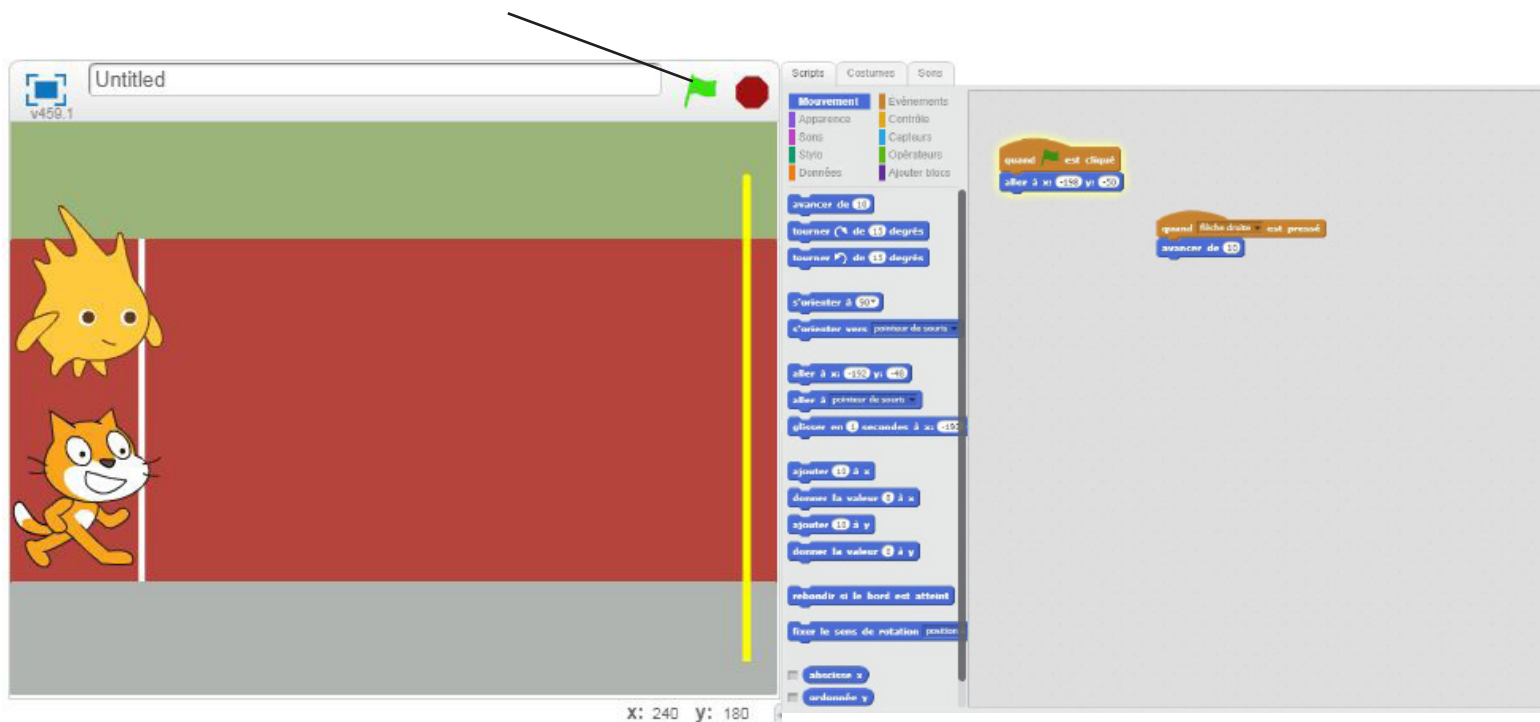 Untitled
v459.1
X: 240 y: 180
Scripts Costumes Sons
Mouvement Evènements
Apparence Contrôle
Sons Capteurs
Stylo Opérateurs
Données Ajouter blocs
avancer de 10
tourner de 15 degrés
tourner de 15 degrés
s'orienter à 90
s'orienter vers pointeur de souris
aller à x: -192 y: -48
aller à pointeur de souris
glisser en 1 secondes à x: -192
ajouter 10 à x
donner la valeur 0 à x
ajouter 10 à y
donner la valeur 0 à y
rebondir si le bord est atteint
fixer le sens de rotation position
abscisse x
ordonnée y
quand est cliqué
aller à x: -198 y: -50
quand flèche droite est pressé
avancer de 10